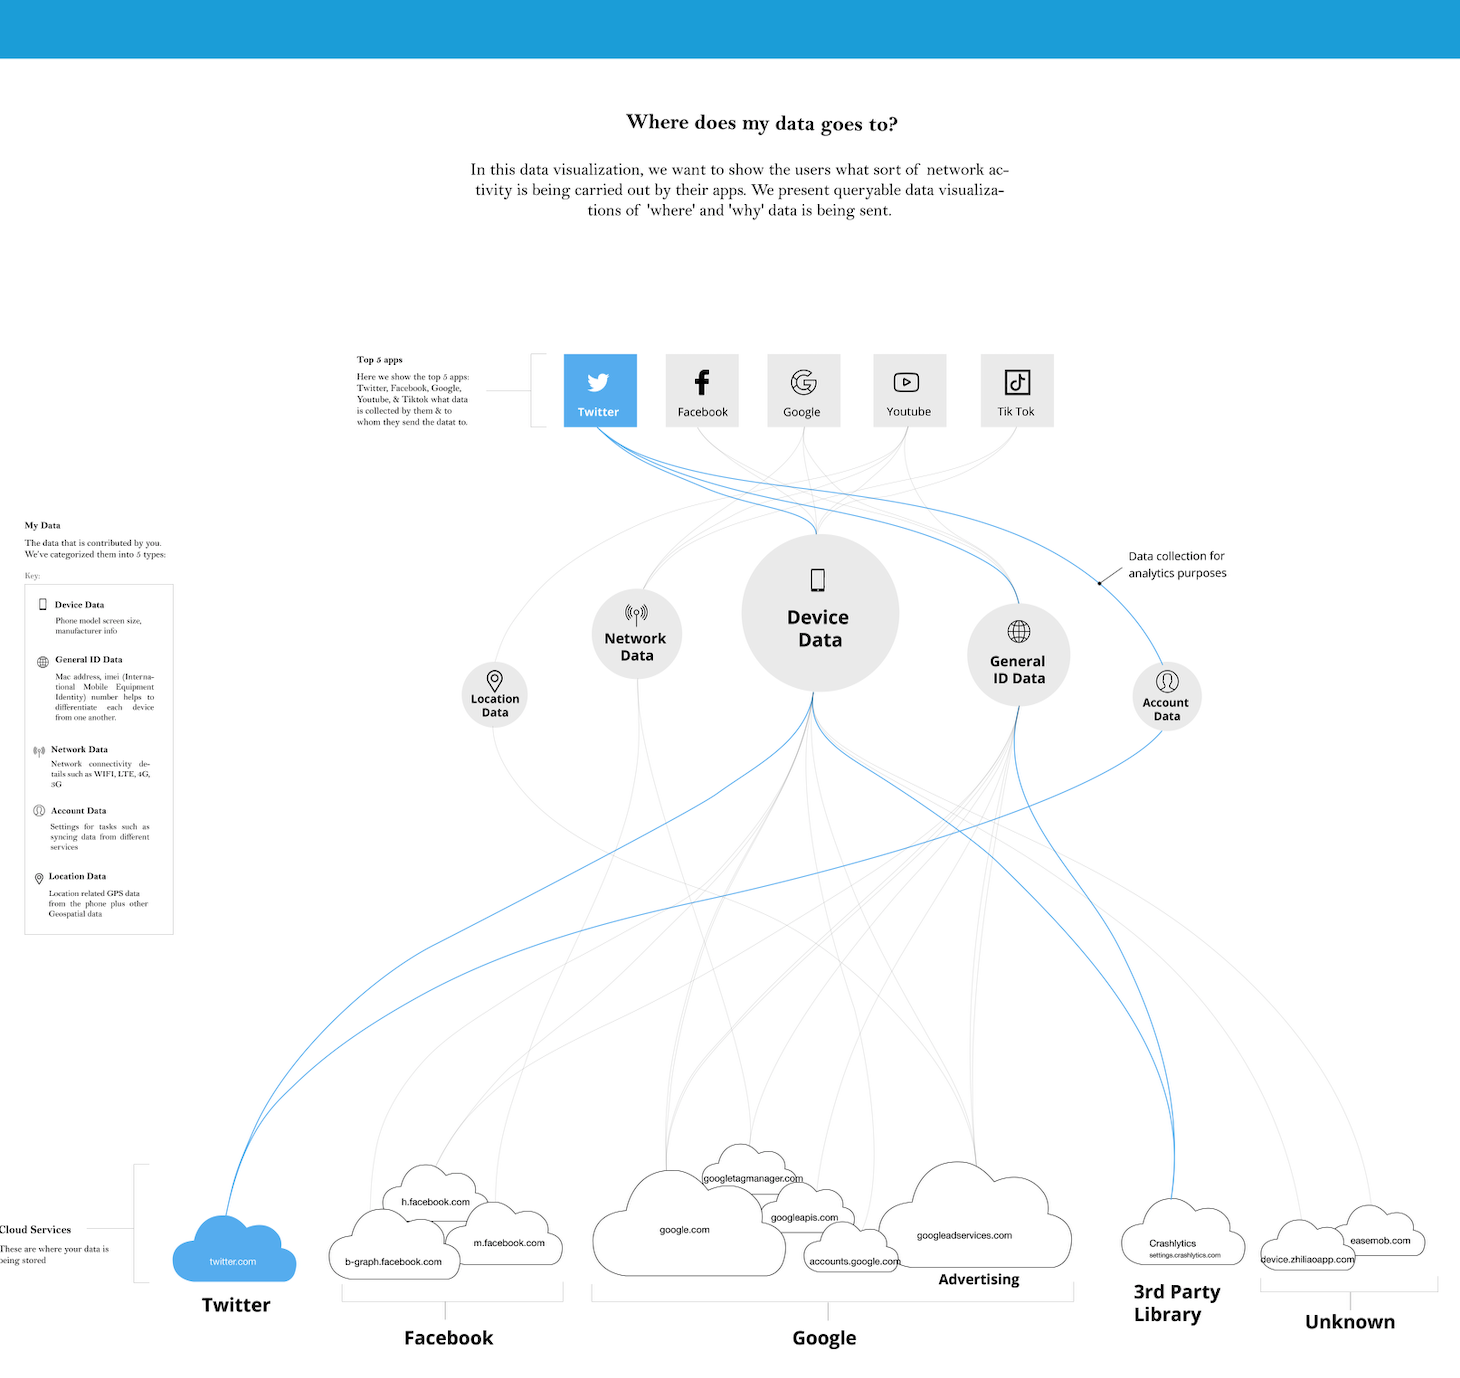 Where does my data goes to?
In this data visualization, we want to show the users what sort of network ac-
tivity is being carried out by their apps. We present queryable data visualiza-
tions of 'where' and 'why' data is being sent.
Top 5 apps
Here we show the top 5 apps:
Twitter, Facebook, Google,
Youtube, & Tiktok what data
is collected by them & to
whom they send the datat to.
Twitter
Facebook
Google
Youtube
Tik Tok
My Data
The data that is contributed by you.
We've categorized them into 5 types:
Key:
Device Data
Phone model screen size,
manufacturer info
General ID Data
Mac address, imei (Interna-
tional Mobile Equipment
Identity) number helps to
differentiate each device
from one another.
Network Data
Network connectivity de-
tails such as WIFI, LTE, 4G,
3G
Account Data
Settings for tasks such as
syncing data from different
services
Location Data
Location related GPS data
from the phone plus other
Geospatial data
Data collection for
analytics purposes
Device
Data
Network
Data
General
ID Data
Location
Data
Account
Data
Cloud Services
These are where your data is
being stored
twitter.com
Twitter
h.facebook.com
b-graph.facebook.com
m.facebook.com
Facebook
googletagmanager.com
google.com
googleapis.com
accounts.google.com
googleadservices.com
Advertising
Google
Crashlytics
settings.crashlytics.com
3rd Party
Library
device.zhiliaoapp.com
easemob.com
Unknown